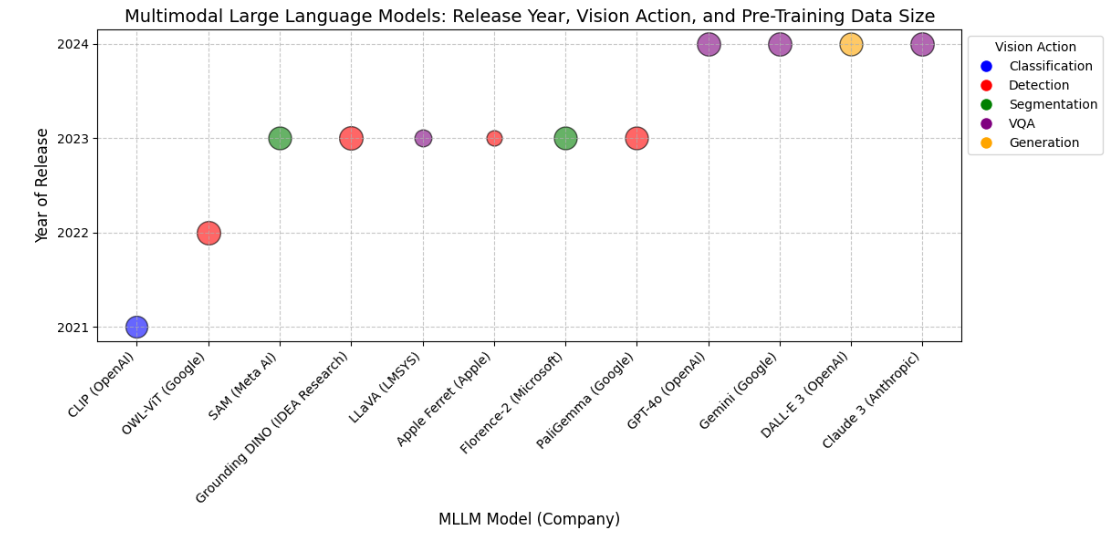 Multimodal Large Language Models: Release Year, Vision Action, and Pre-Training Data Size
Year of Release
2024
2023
2022
2021
Vision Action
Classification
Detection
Segmentation
VQA
Generation
CLIP (OpenAI)
OWL-ViT (Google)
SAM (Meta AI)
Grounding DINO (IDEA Research)
LLaVA (LMSYS)
Apple Ferret (Apple)
Florence-2 (Microsoft)
PaliGemma (Google)
GPT-4o (OpenAI)
Gemini (Google)
DALL-E 3 (OpenAI)
Claude 3 (Anthropic)
MLLM Model (Company)